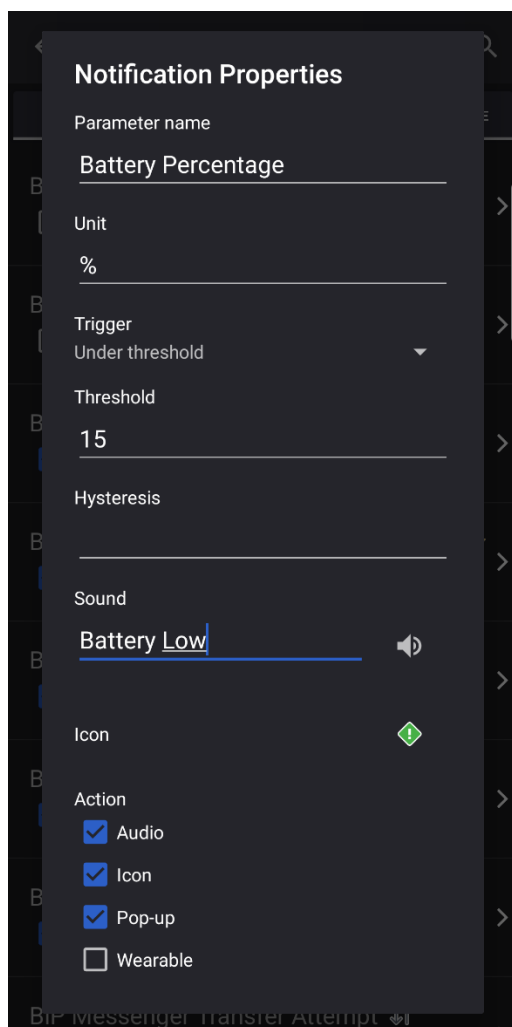 Notification Properties
Parameter name
Battery Percentage
Unit
%
Trigger
Under threshold
Threshold
15
Hysteresis
Sound
Battery Low
Icon
Action
Audio
Icon
Pop-up
Wearable
BiP Messenger Transfer Attempt